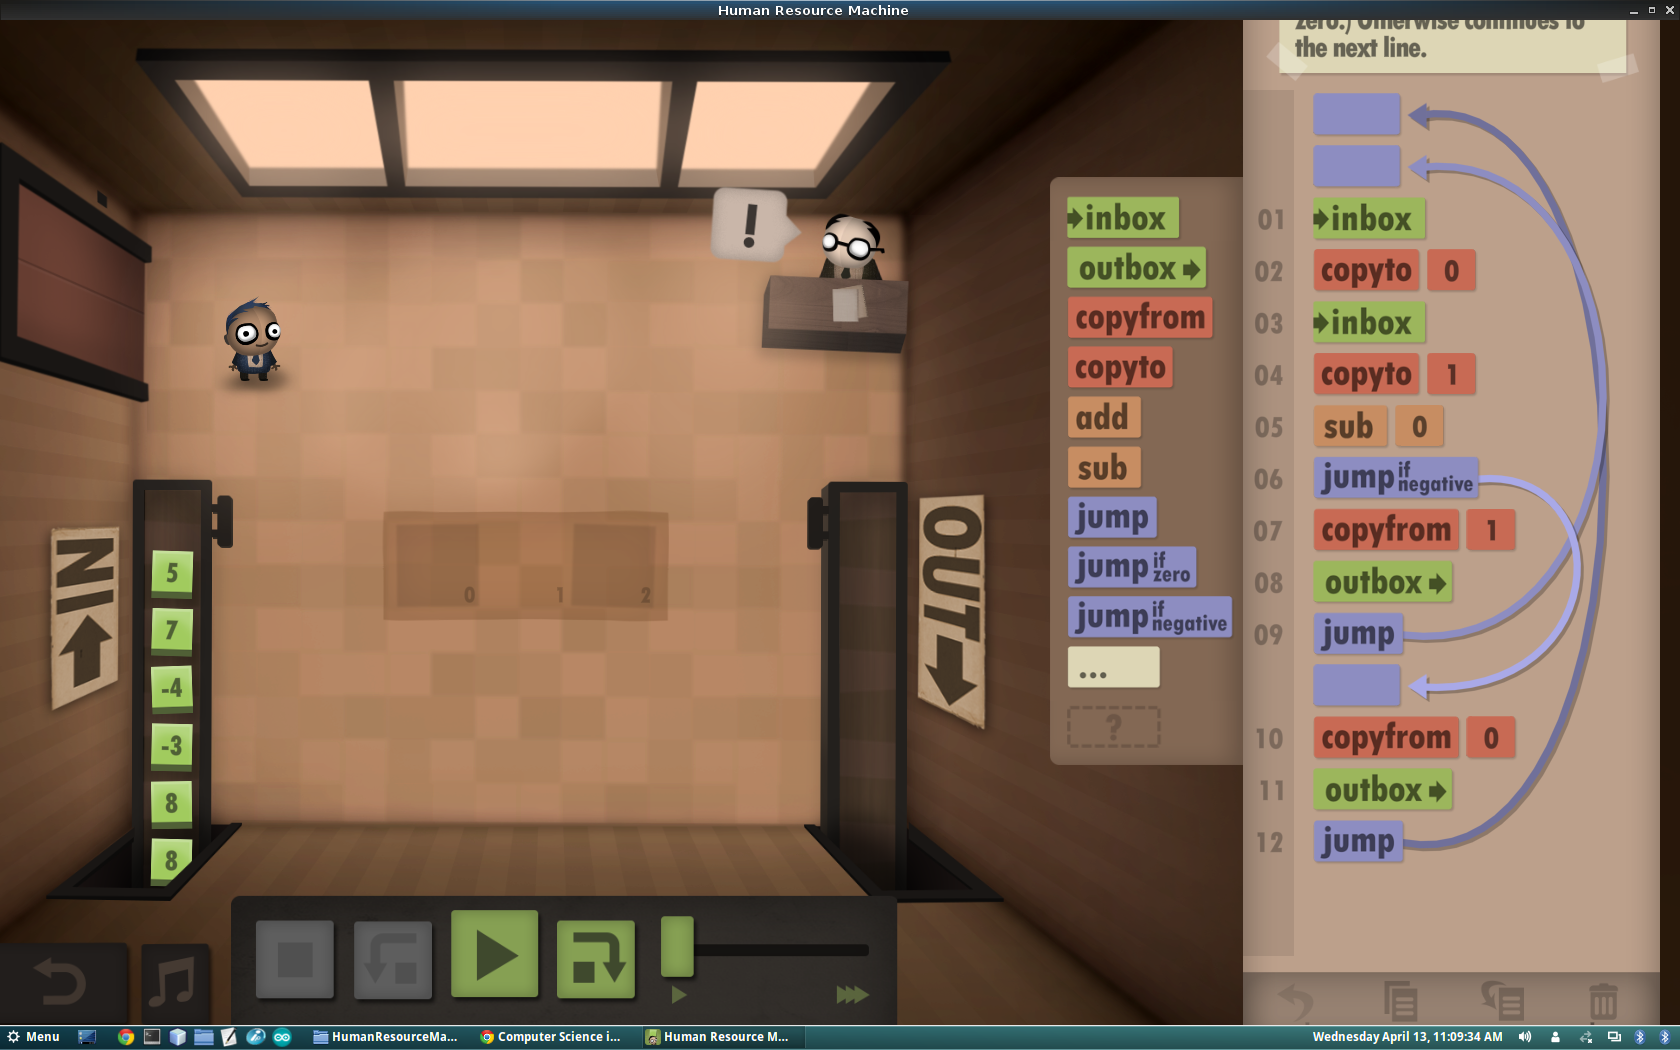 Human Resource Machine
zero.) Otherwise continues to
the next line.
!
IN
5
7
-4
-3
8
8
0 1 2
OUT
inbox
outbox
copyfrom
copyto
add
sub
jump
jump if zero
jump if negative
...
?
01 inbox
02 copyto 0
03 inbox
04 copyto 1
05 sub 0
06 jump if negative
07 copyfrom 1
08 outbox
09 jump
10 copyfrom 0
11 outbox
12 jump
Menu HumanResourceMa... Computer Science i... Human Resource M... Wednesday April 13, 11:09:34 AM